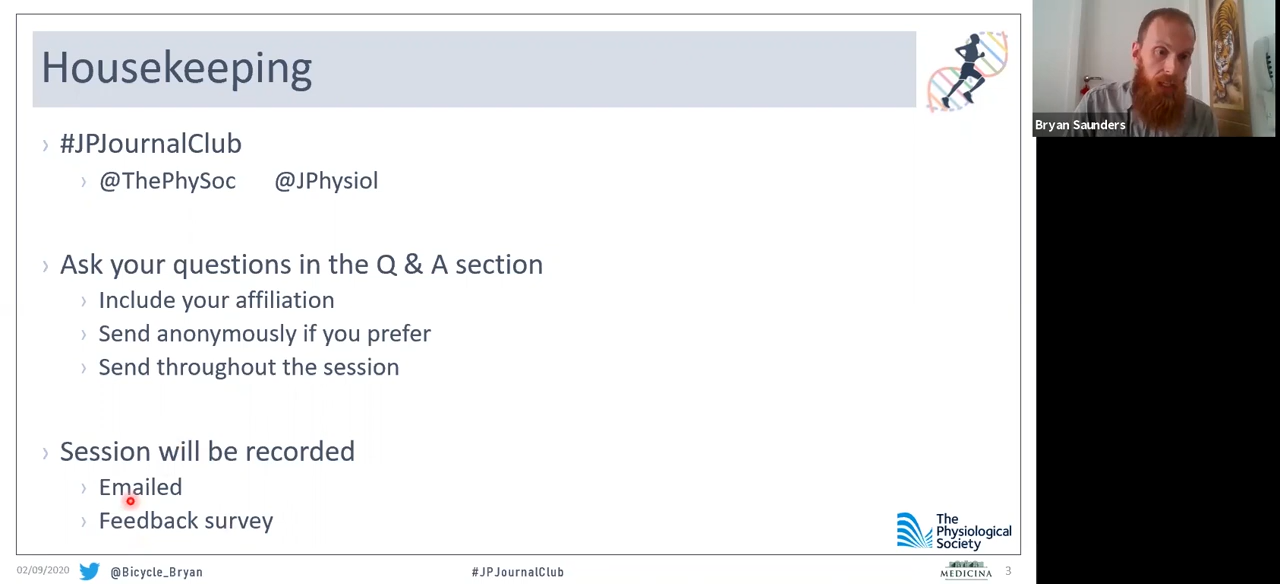 Housekeeping
#JPJournalClub
@ThePhySoc @JPhysiol
Ask your questions in the Q & A section
Include your affiliation
Send anonymously if you prefer
Send throughout the session
Session will be recorded
Emailed
Feedback survey
The
Physiological
Society
02/09/2020 @Bicycle_Bryan #JPJournalClub MEDICINA 3
Bryan Saunders